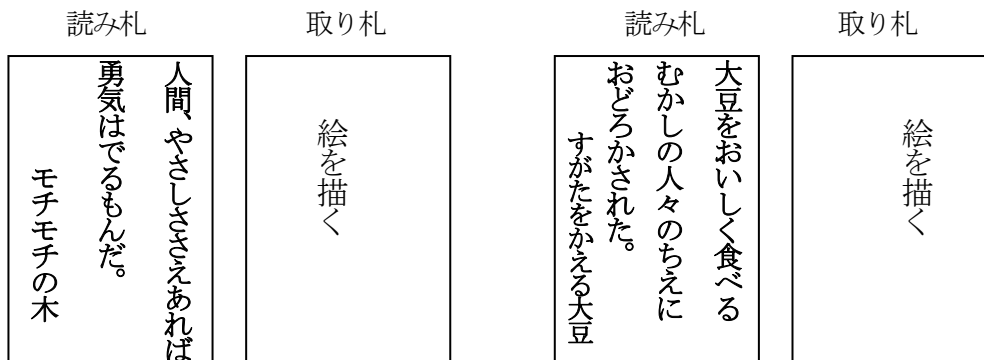 読み札
人間、やさしささえあれば
勇気はでるもんだ。
モチモチの木
取り札
絵を描く
読み札
大豆をおいしく食べる
むかしの人々のちえに
おどろかされた。
すがたをかえる大豆
取り札
絵を描く